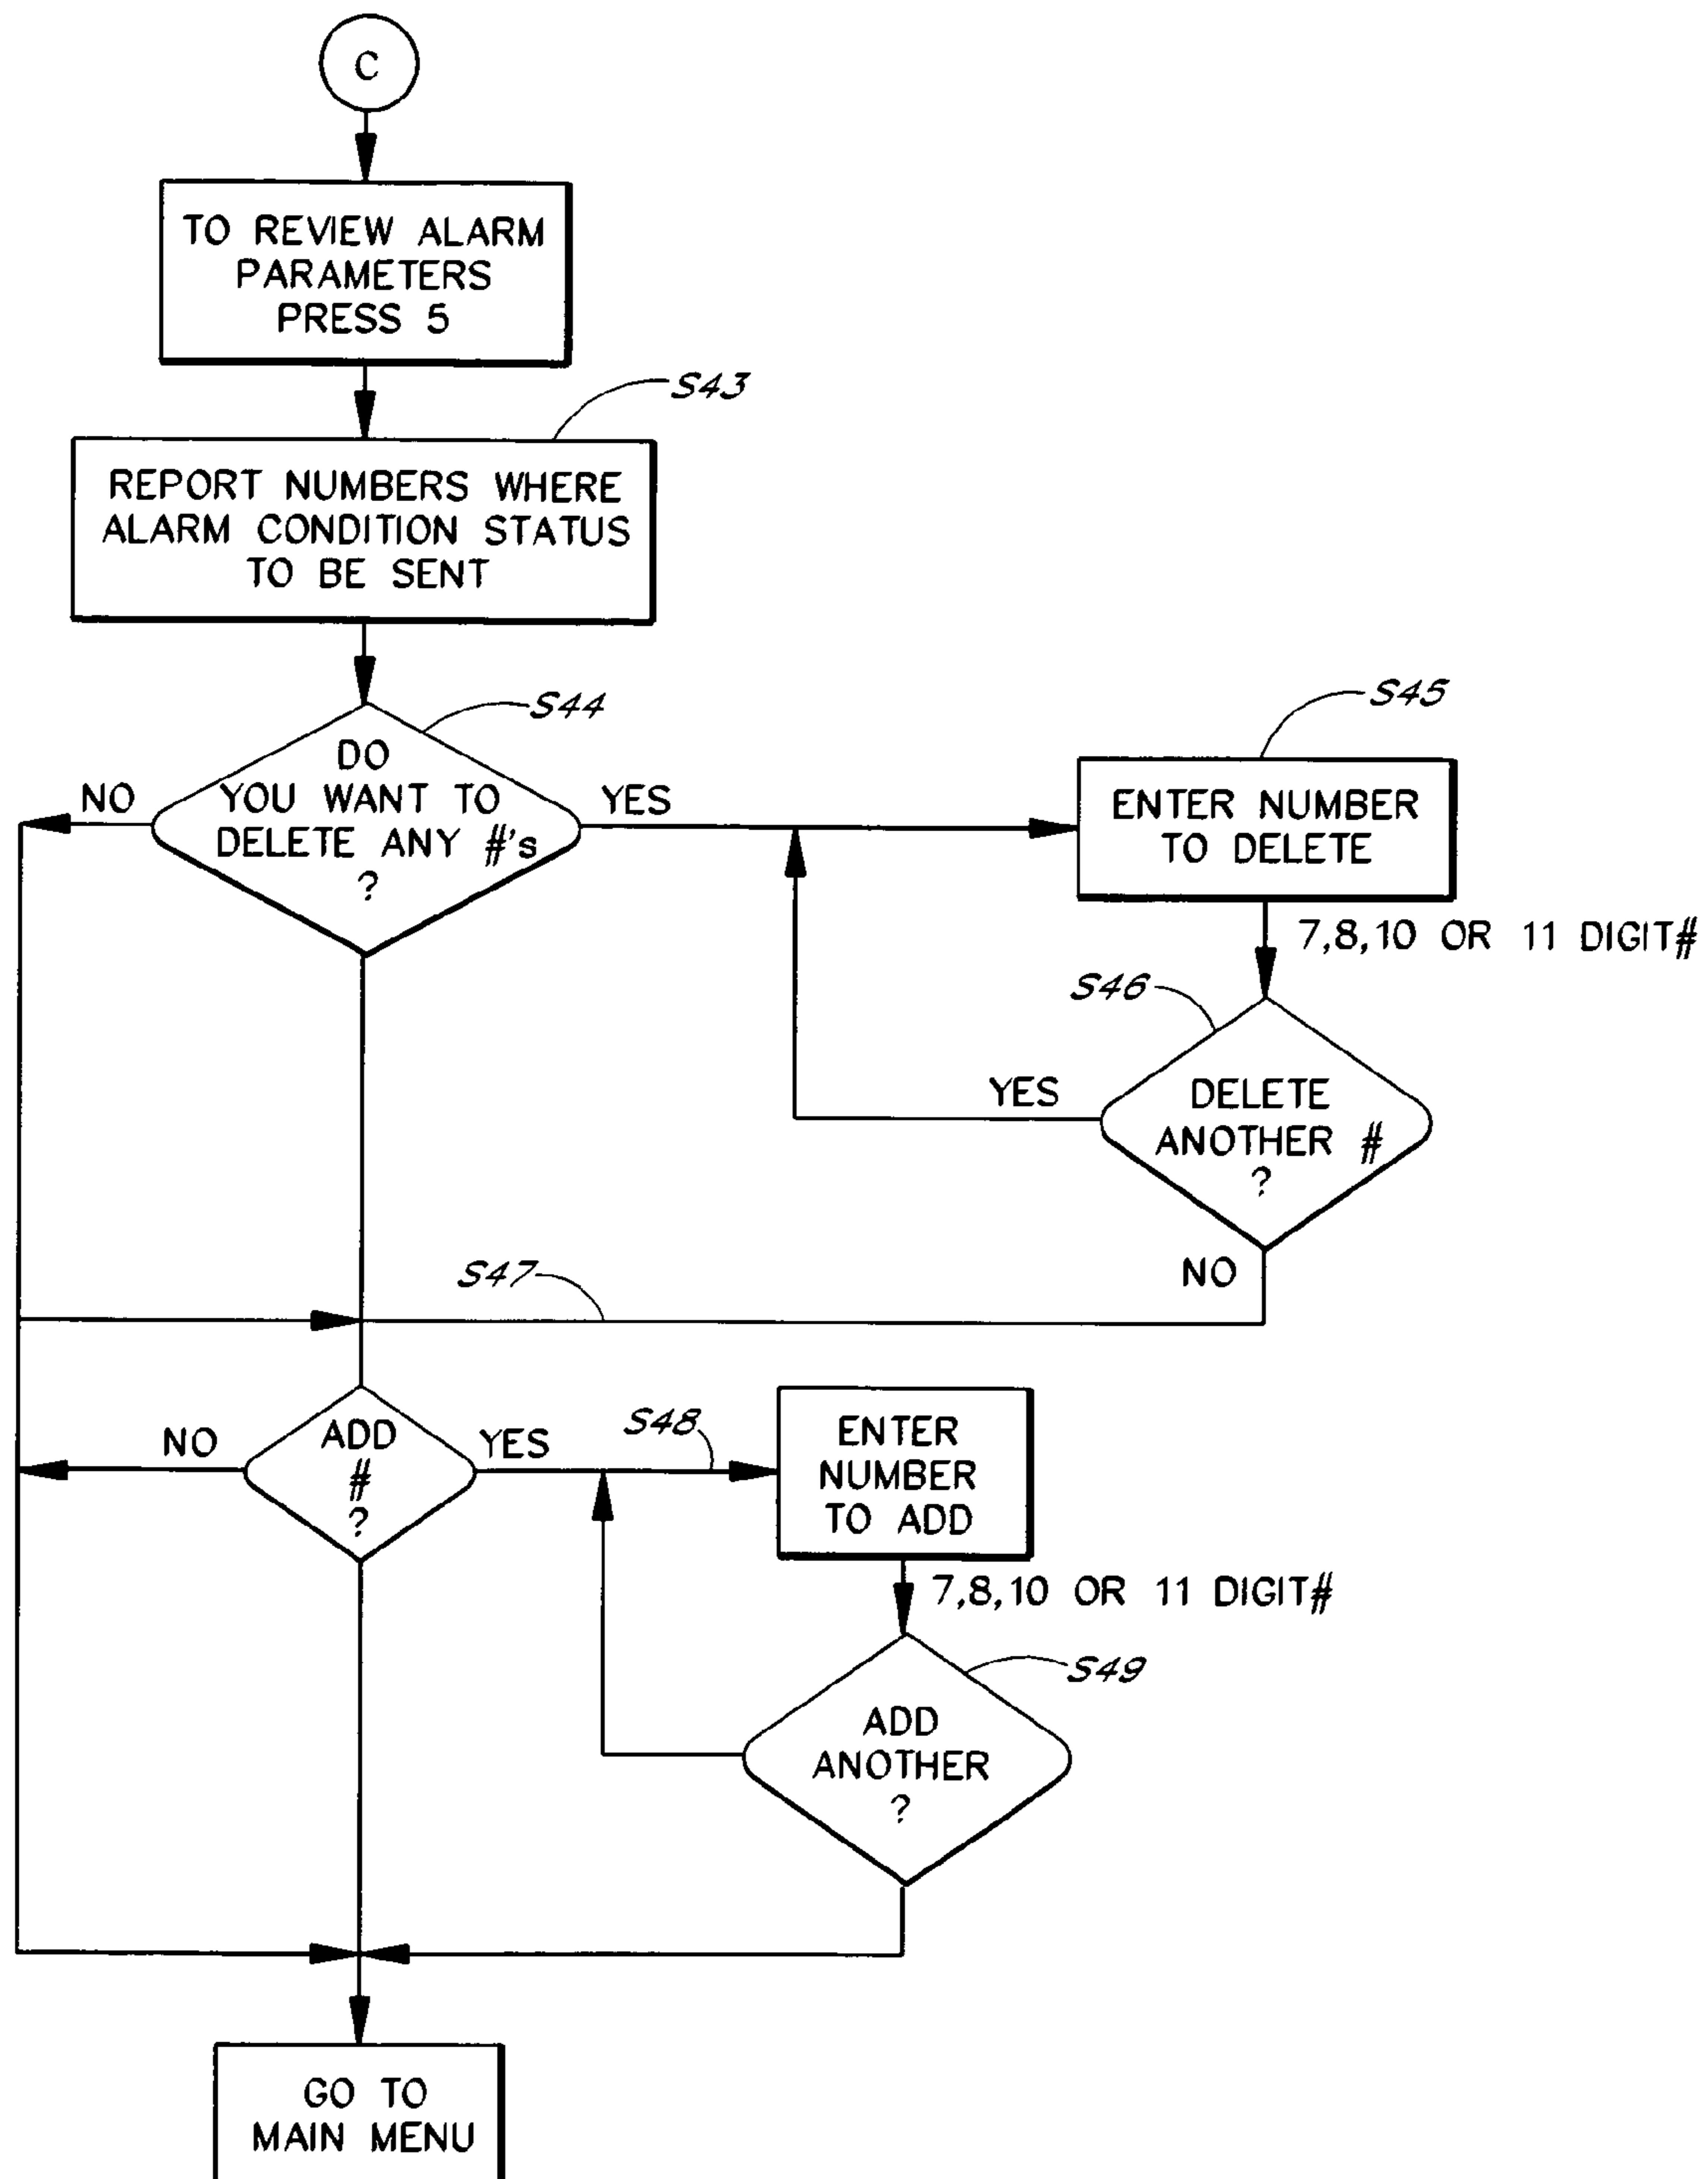 C
TO REVIEW ALARM
PARAMETERS
PRESS 5
S43
REPORT NUMBERS WHERE
ALARM CONDITION STATUS
TO BE SENT
S44
DO
YOU WANT TO
DELETE ANY #'s
?
NO
YES
S45
ENTER NUMBER
TO DELETE
7,8,10 OR 11 DIGIT#
S46
DELETE
ANOTHER #
?
YES
NO
S47
ADD
#
?
NO
YES
S48
ENTER
NUMBER
TO ADD
7,8,10 OR 11 DIGIT#
S49
ADD
ANOTHER
?
GO TO
MAIN MENU